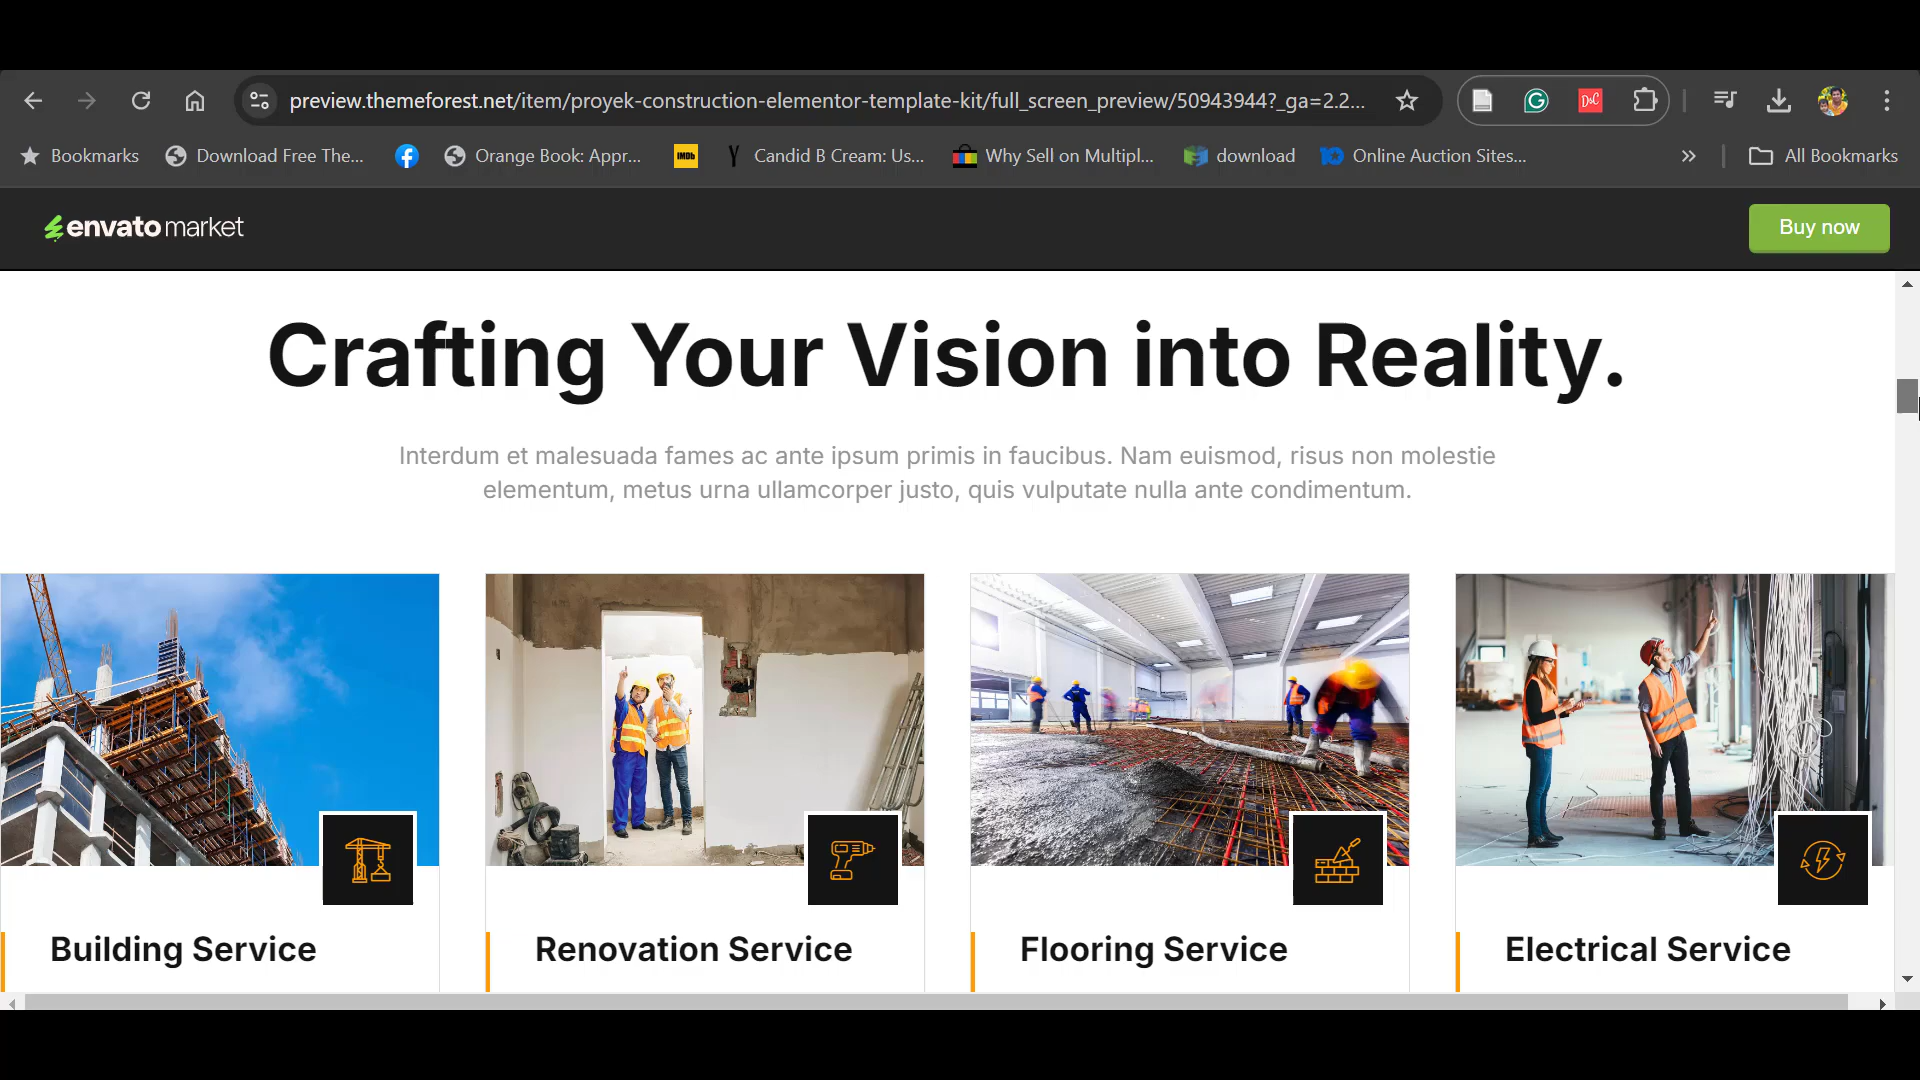 preview.themeforest.net/item/proyek-construction-elementor-template-kit/full_screen_preview/50943944?_ga=2.2...
Bookmarks
Download Free The...
Orange Book: Appr...
IMDb
Candid B Cream: Us...
Why Sell on Multipl...
download
Online Auction Sites...
All Bookmarks
envato market
Buy now
Crafting Your Vision into Reality.
Interdum et malesuada fames ac ante ipsum primis in faucibus. Nam euismod, risus non molestie
elementum, metus urna ullamcorper justo, quis vulputate nulla ante condimentum.
Building Service
Renovation Service
Flooring Service
Electrical Service